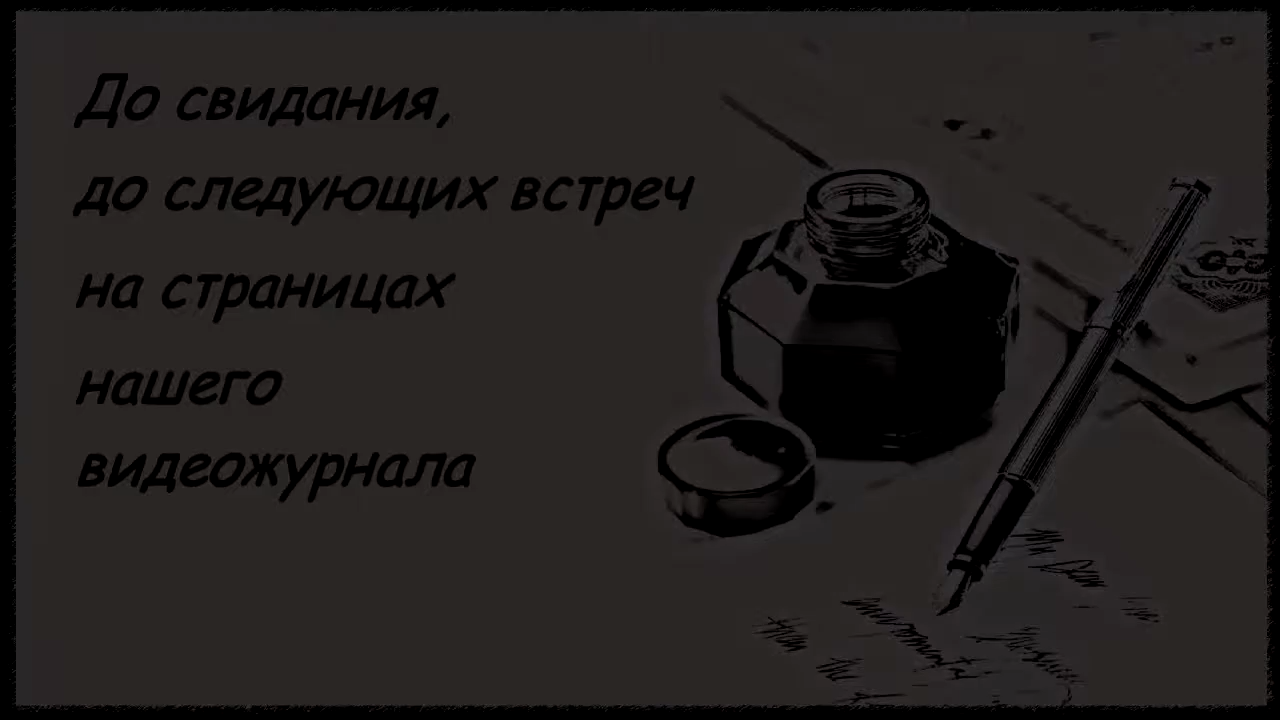 До свидания,
до следующих встреч
на страницах
нашего
видеожурнала